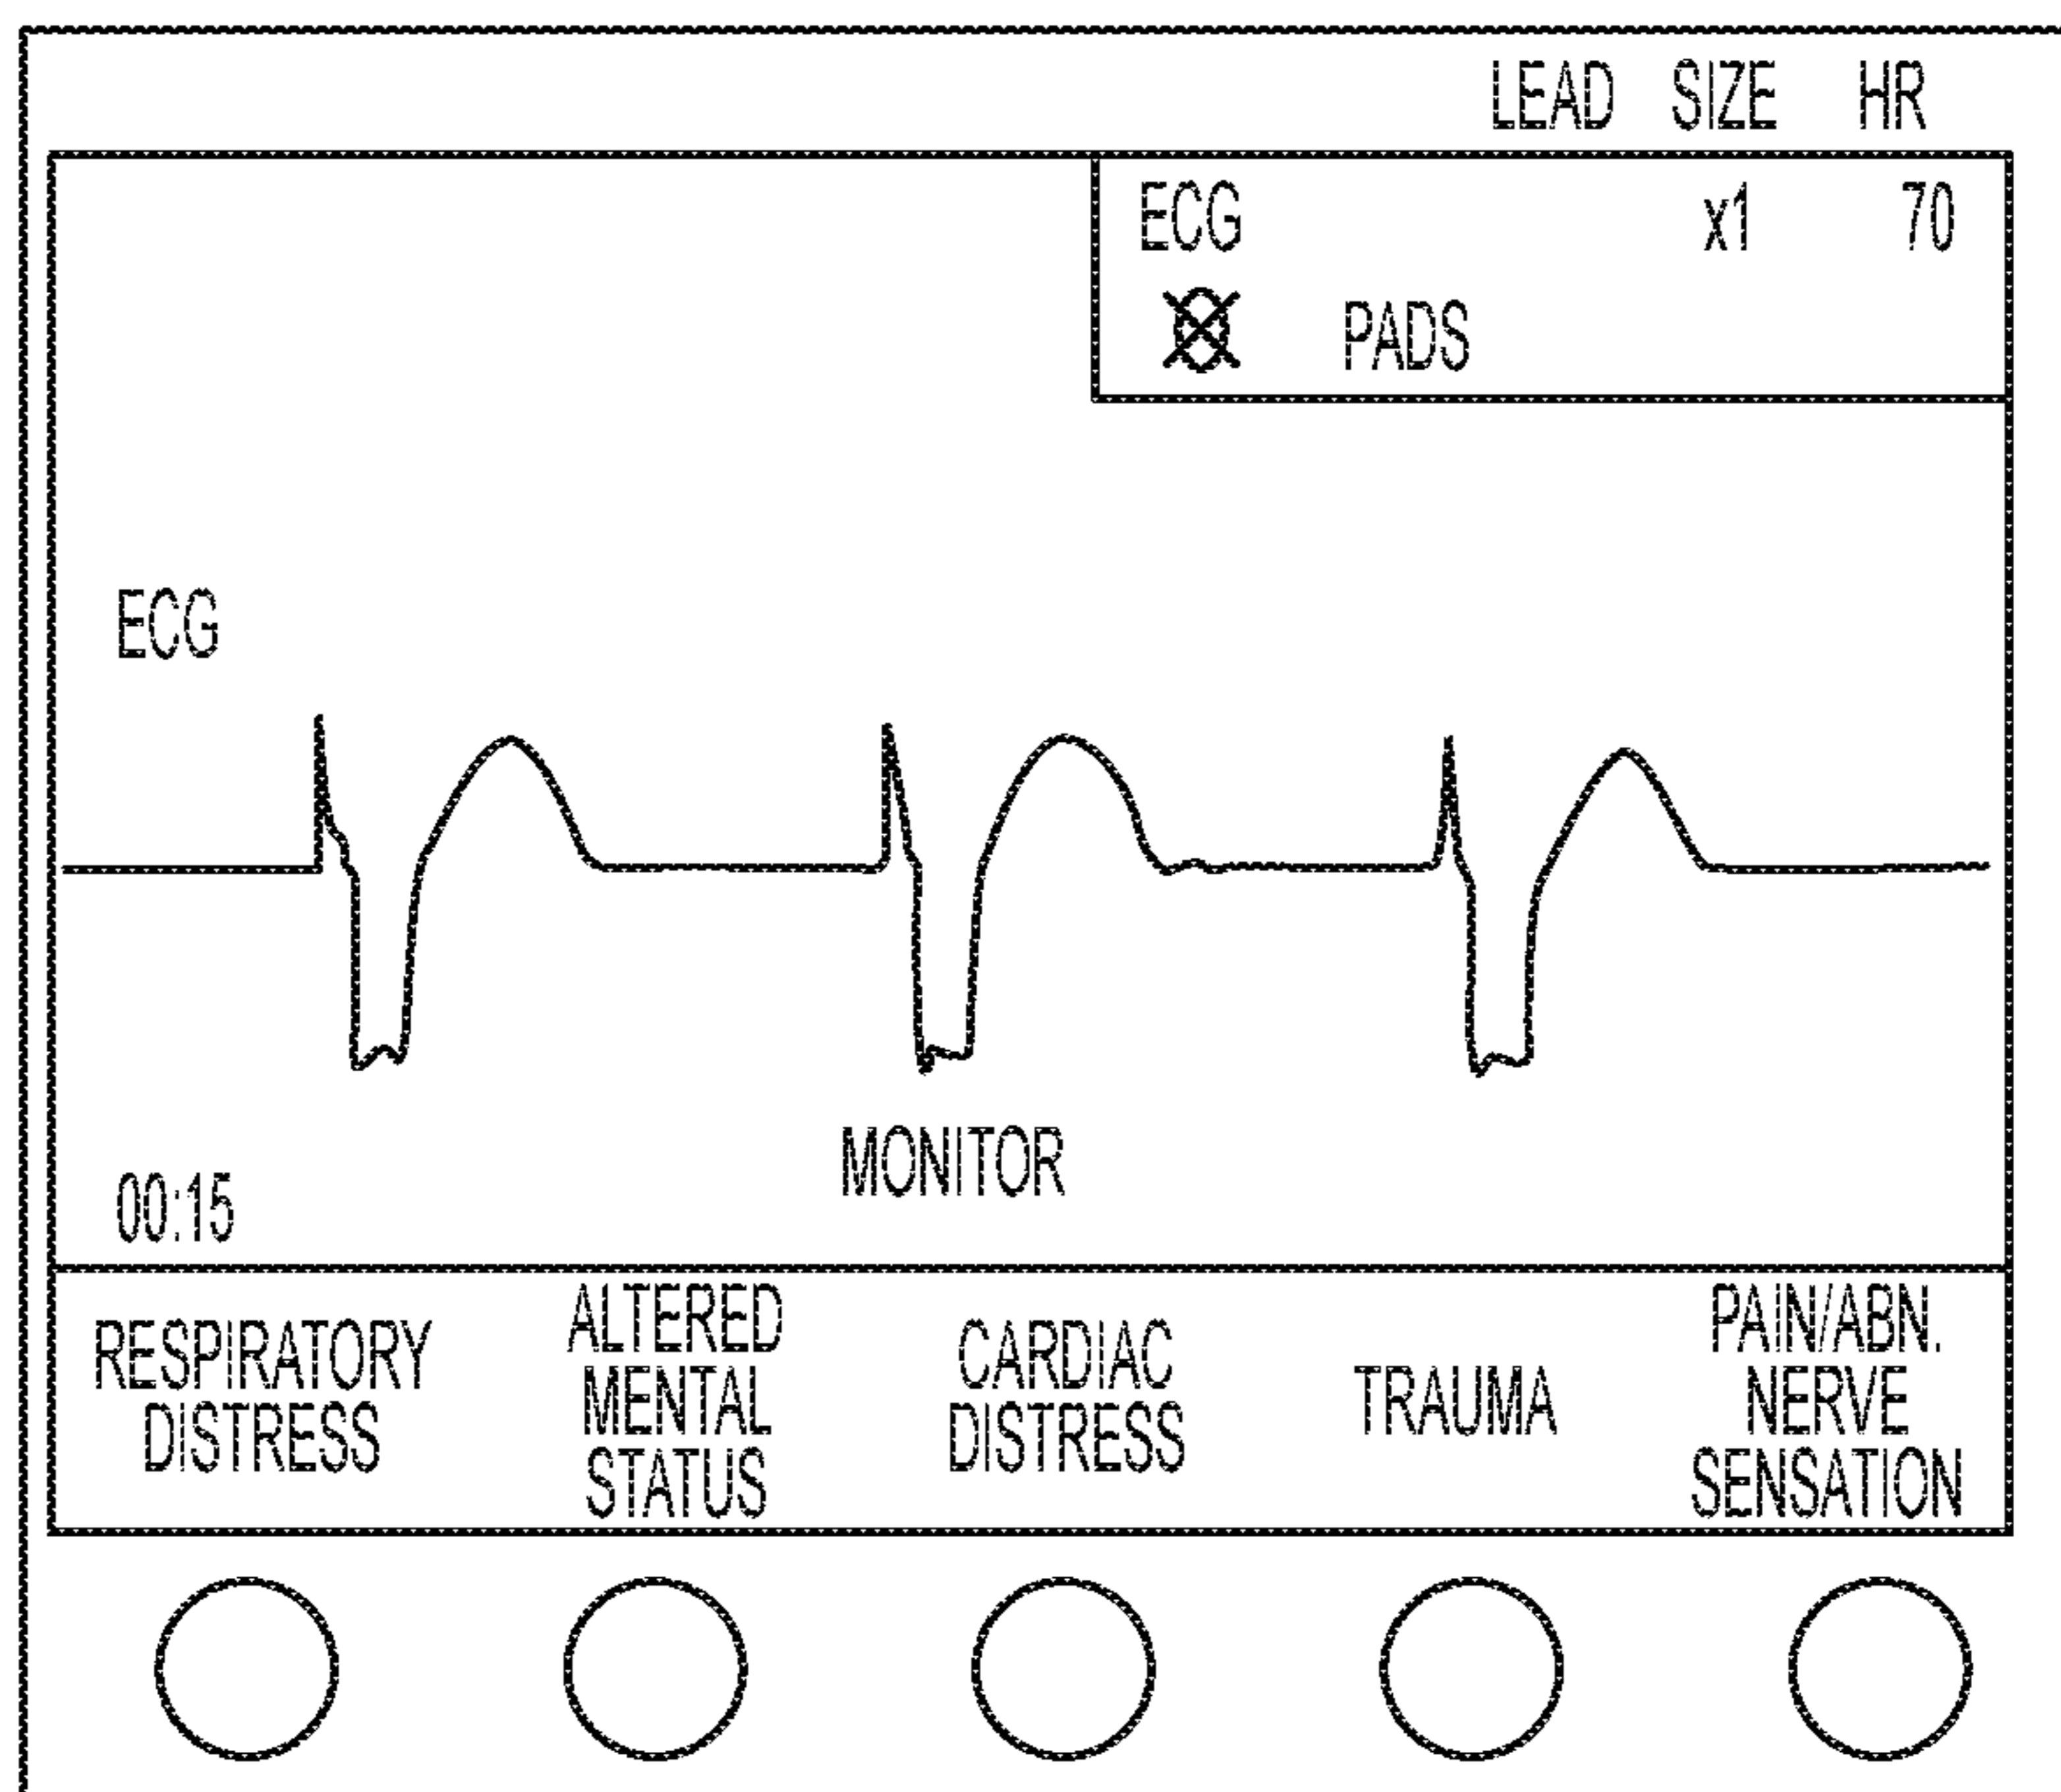 LEAD SIZE HR
ECG x1 70
PADS
ECG
MONITOR
00:15
RESPIRATORY
DISTRESS
ALTERED
MENTAL
STATUS
CARDIAC
DISTRESS
TRAUMA
PAIN/ABN.
NERVE
SENSATION